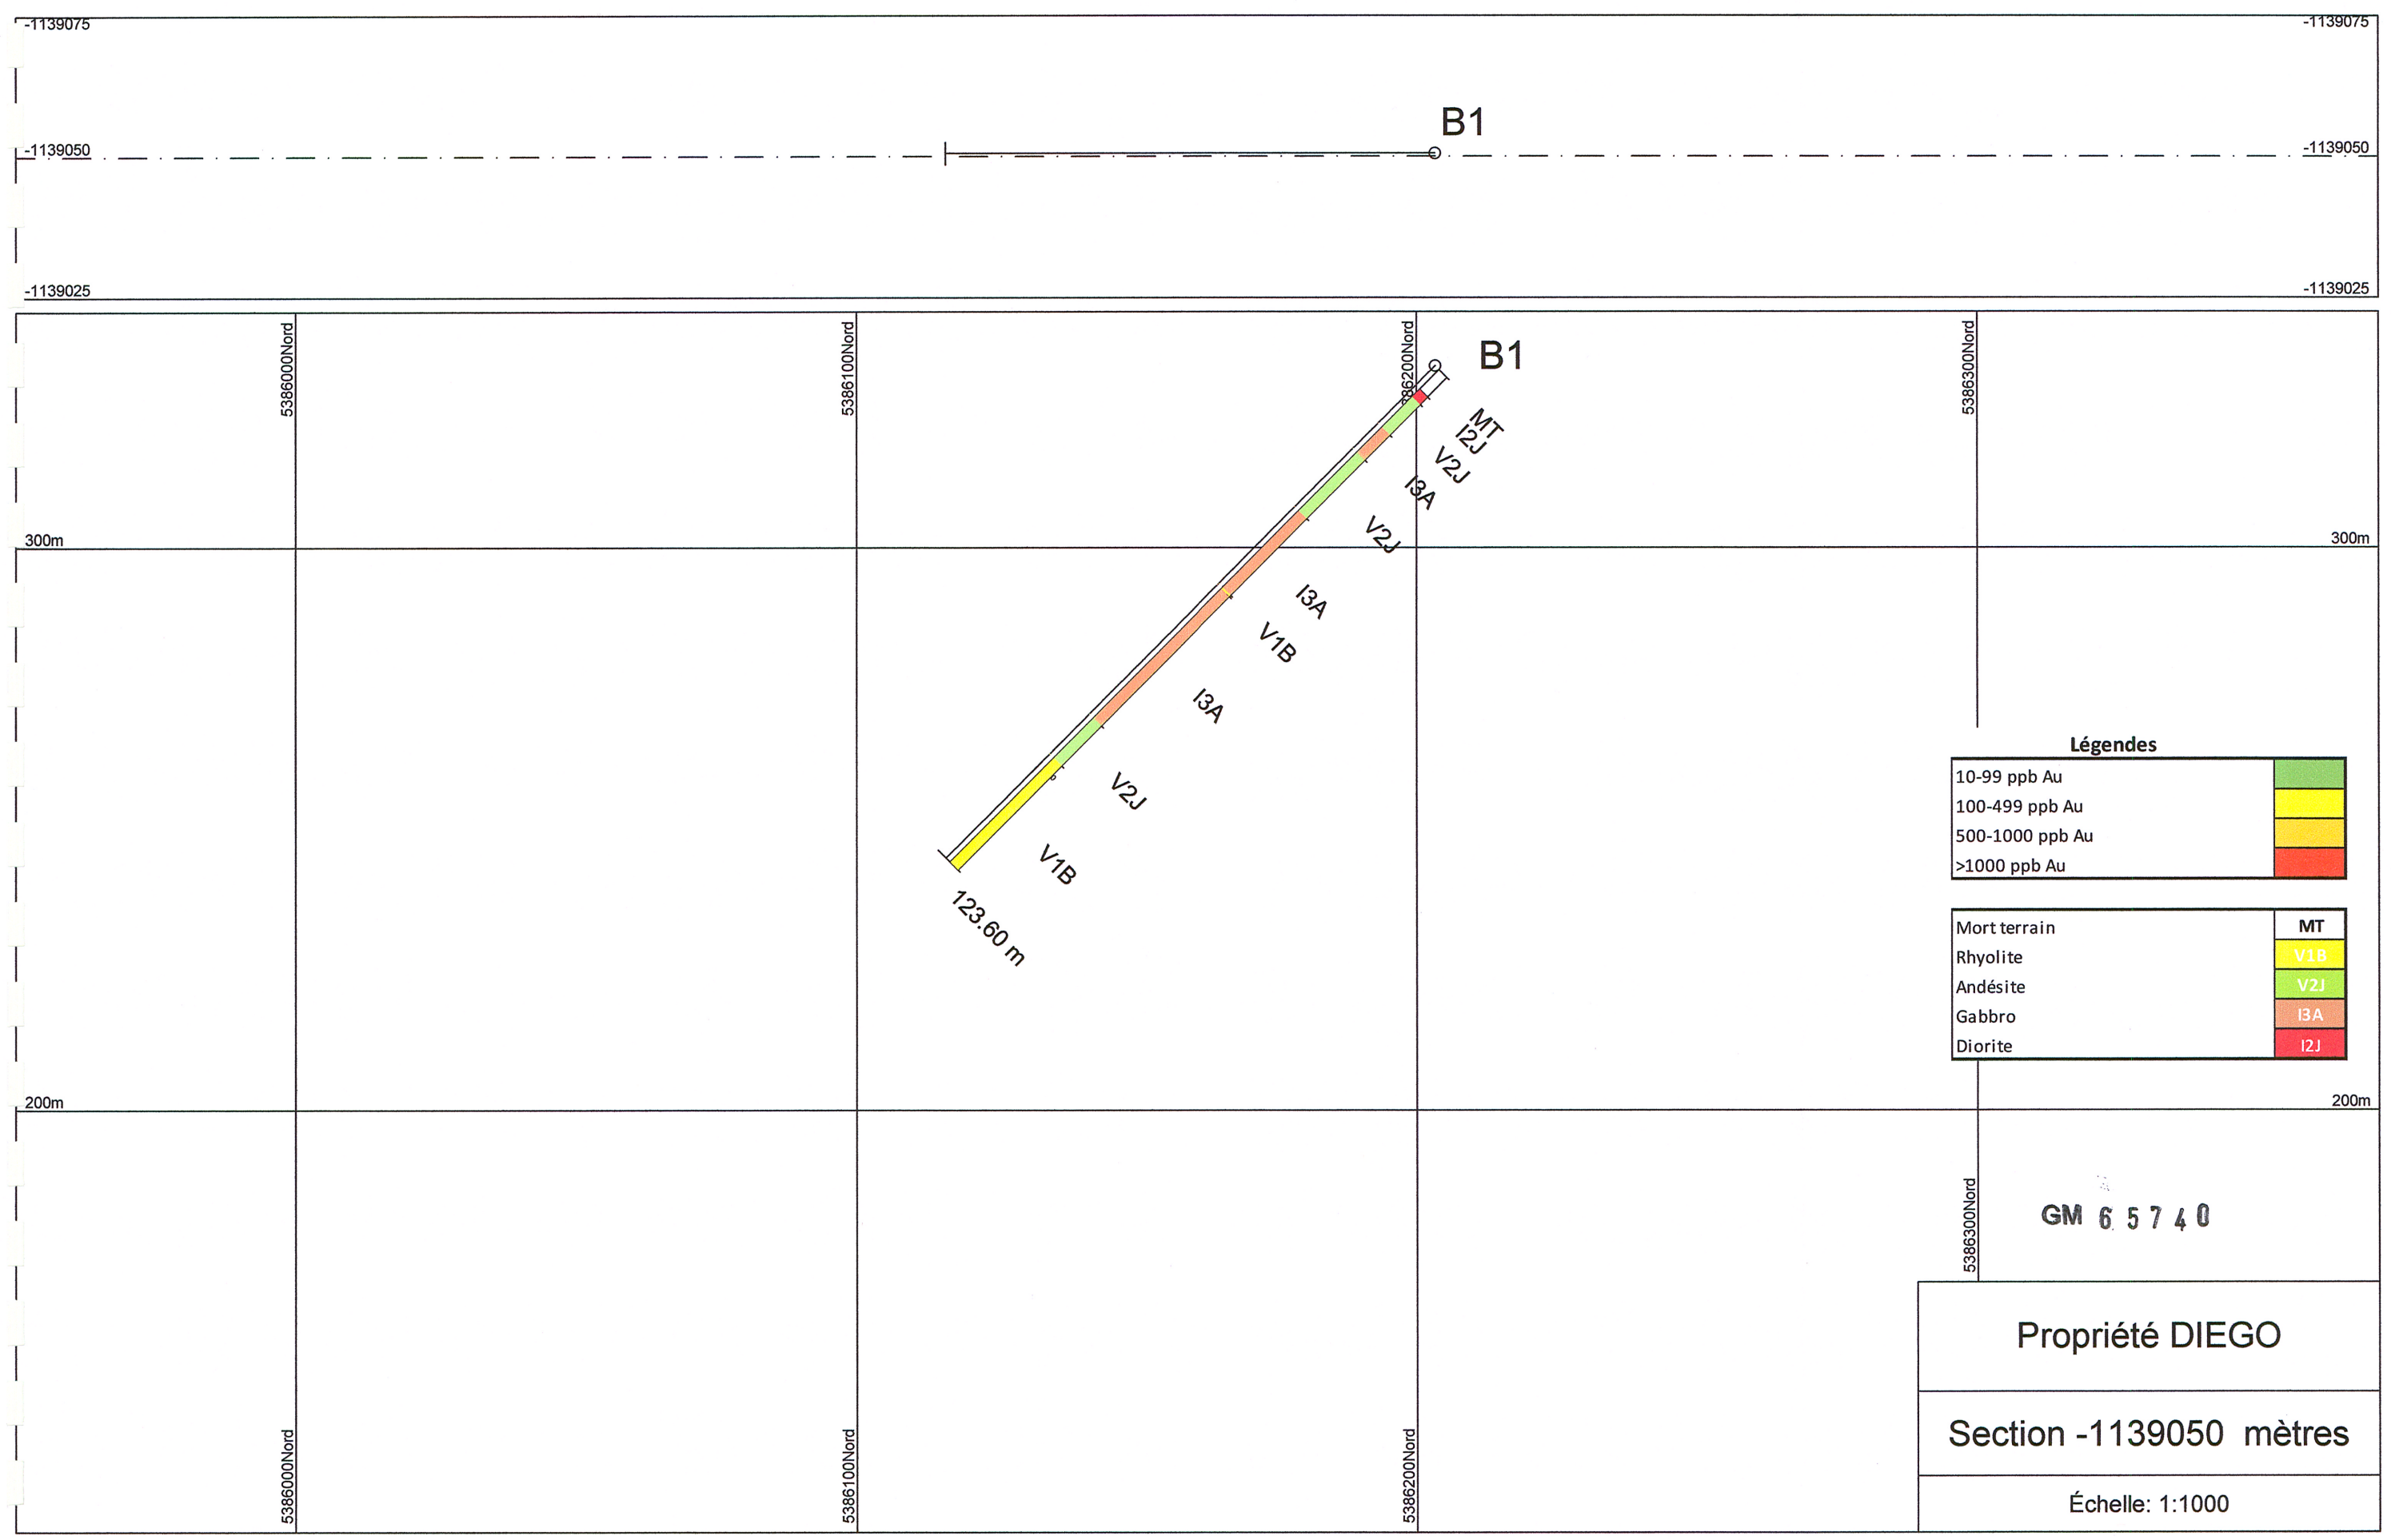 -1139075
-1139075
B1
-1139050
-1139050
-1139025
-1139025
5386000Nord
5386100Nord
5386200Nord
5386300Nord
B1
MT
I2J
V2J
I3A
V2J
300m
300m
I3A
V1B
I3A
V2J
V1B
123.60 m
Légendes
10-99 ppb Au
100-499 ppb Au
500-1000 ppb Au
>1000 ppb Au
Mort terrain MT
Rhyolite V1B
Andésite V2J
Gabbro I3A
Diorite I2J
200m
200m
5386300Nord
GM 65740
Propriété DIEGO
Section -1139050 mètres
Échelle: 1:1000
5386000Nord
5386100Nord
5386200Nord